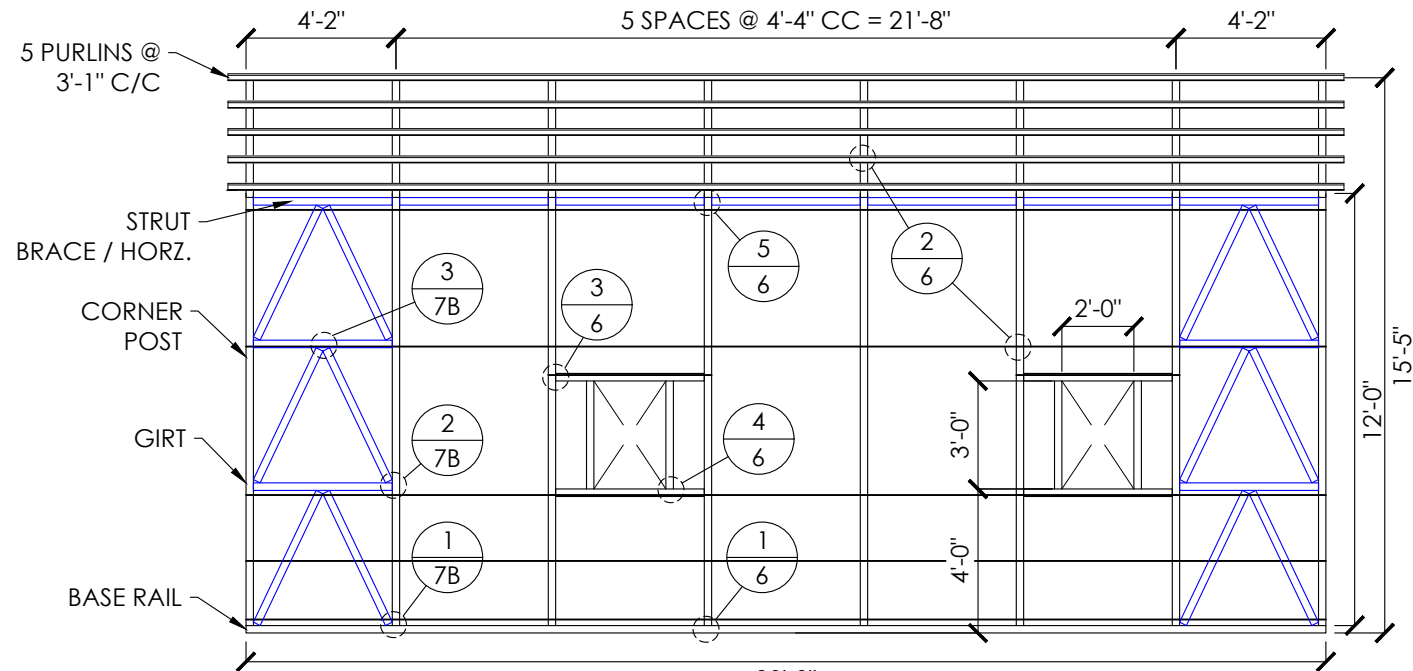 4'-2"
5 SPACES @ 4'-4" CC = 21'-8"
4'-2"
5 PURLINS @
3'-1" C/C
STRUT
BRACE / HORZ.
5
6
2
6
3
7B
3
6
2'-0"
CORNER
POST
15'-5"
12'-0"
GIRT
2
7B
4
6
3'-0"
1
7B
1
6
4'-0"
BASE RAIL